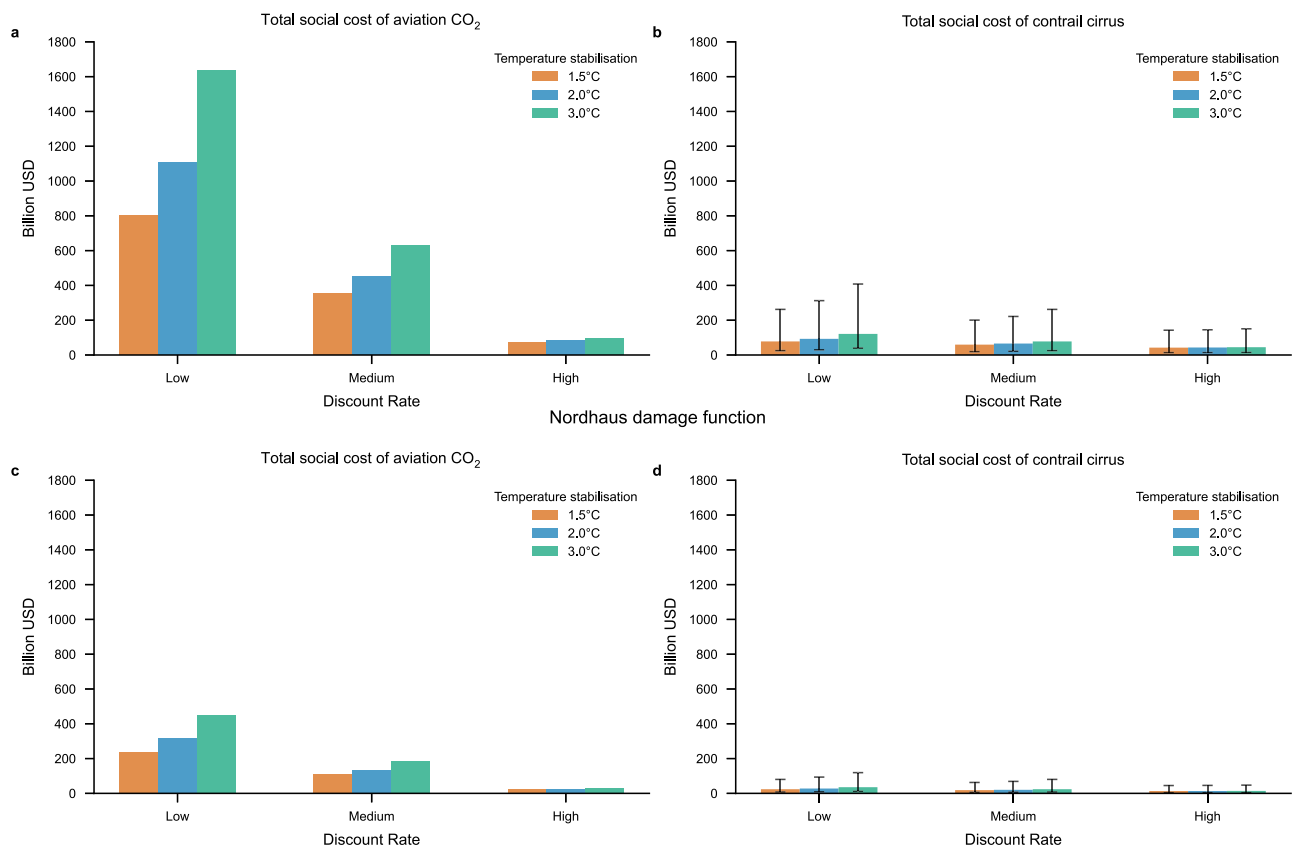 a
Total social cost of aviation CO₂
1800
1600
1400
1200
1000
800
600
400
200
0
Billion USD
Temperature stabilisation
1.5°C
2.0°C
3.0°C
Low
Medium
High
Discount Rate
b
Total social cost of contrail cirrus
1800
1600
1400
1200
1000
800
600
400
200
0
Billion USD
Temperature stabilisation
1.5°C
2.0°C
3.0°C
Low
Medium
High
Discount Rate
Nordhaus damage function
c
Total social cost of aviation CO₂
1800
1600
1400
1200
1000
800
600
400
200
0
Billion USD
Temperature stabilisation
1.5°C
2.0°C
3.0°C
Low
Medium
High
Discount Rate
d
Total social cost of contrail cirrus
1800
1600
1400
1200
1000
800
600
400
200
0
Billion USD
Temperature stabilisation
1.5°C
2.0°C
3.0°C
Low
Medium
High
Discount Rate